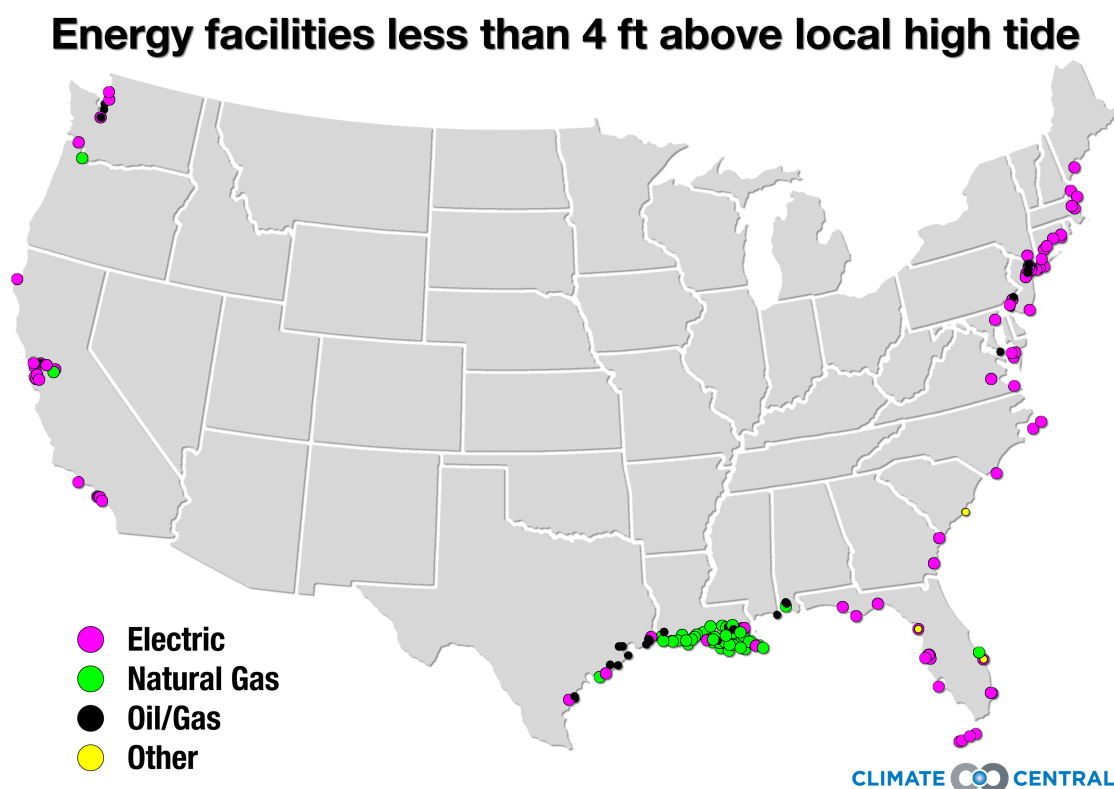 Energy facilities less than 4 ft above local high tide
Electric
Natural Gas
Oil/Gas
Other
CLIMATE CENTRAL